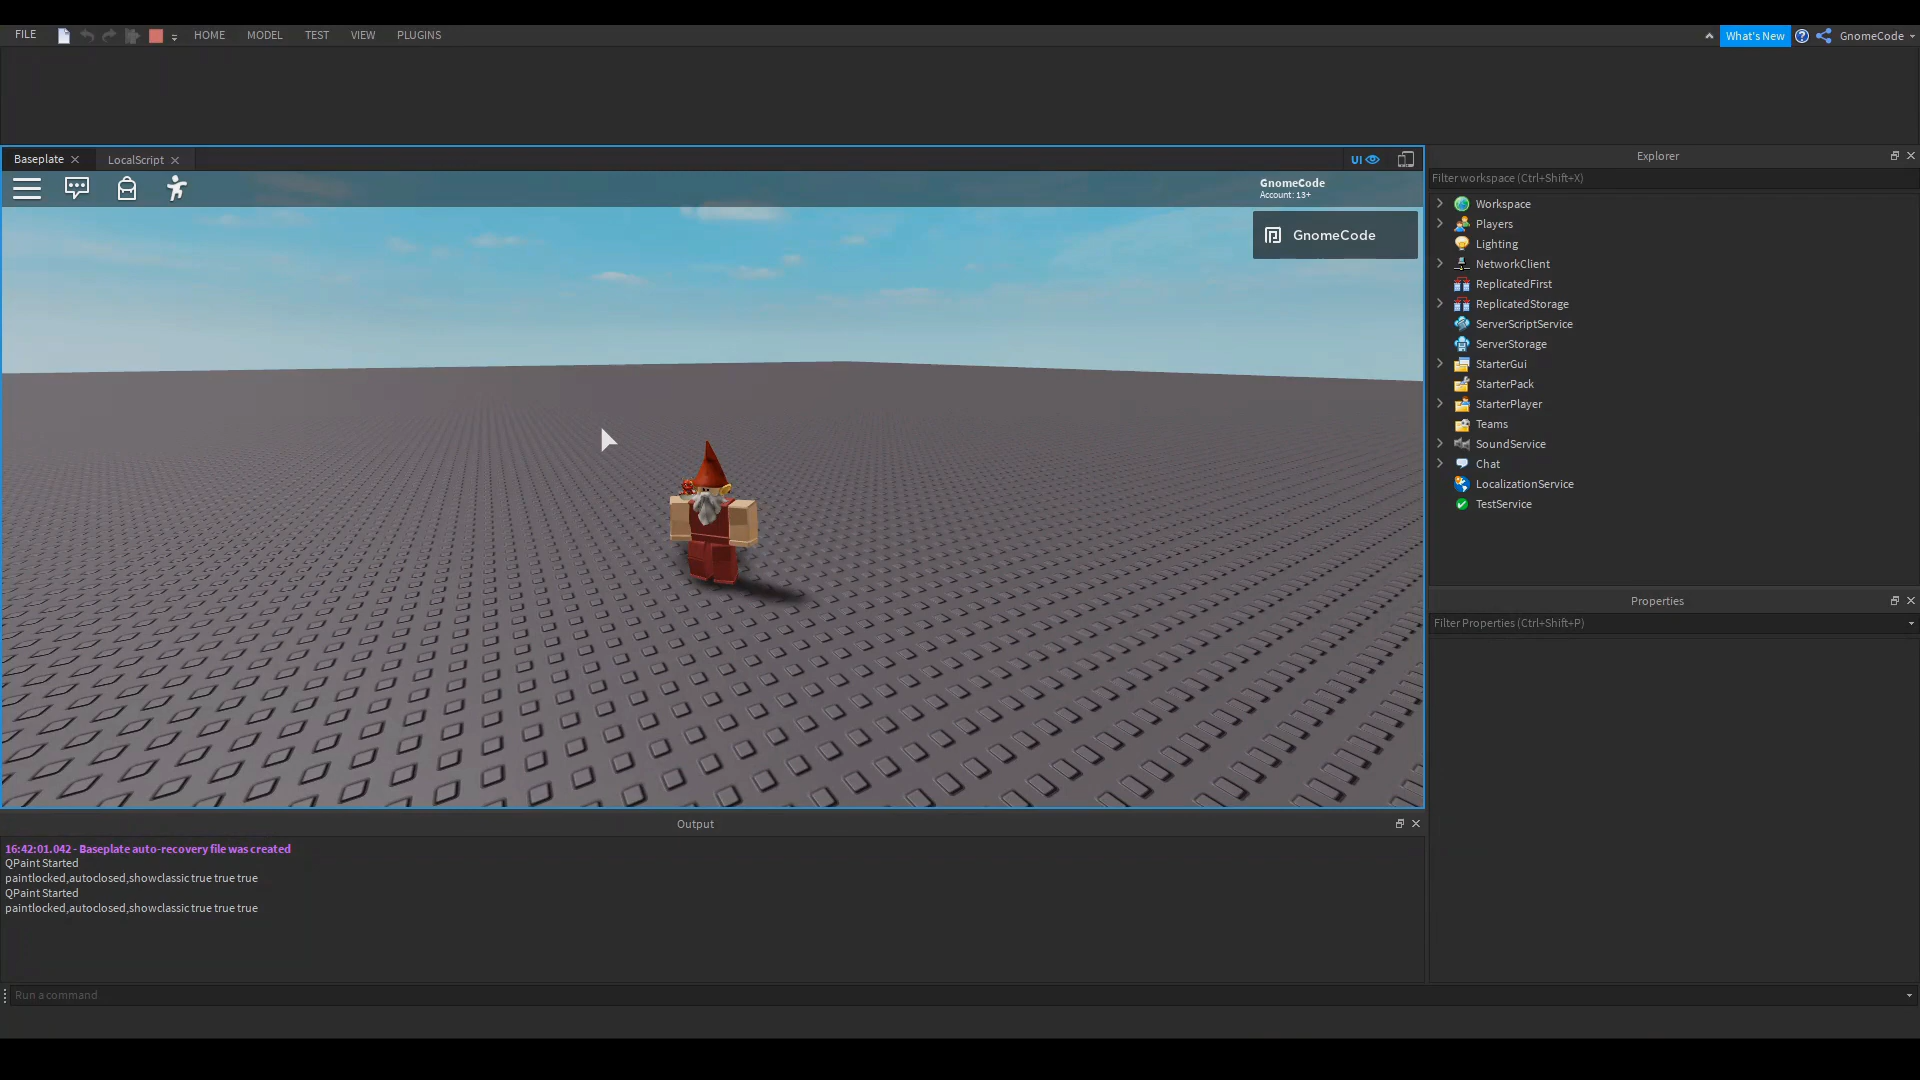 FILE HOME MODEL TEST VIEW PLUGINS What's New GnomeCode
Baseplate LocalScript UI
GnomeCode
Account: 13+
GnomeCode
Explorer
Filter workspace (Ctrl+Shift+X)
Workspace
Players
Lighting
NetworkClient
ReplicatedFirst
ReplicatedStorage
ServerScriptService
ServerStorage
StarterGui
StarterPack
StarterPlayer
Teams
SoundService
Chat
LocalizationService
TestService
Properties
Filter Properties (Ctrl+Shift+P)
Output
16:42:01.042 - Baseplate auto-recovery file was created
QPaint Started
paintlocked,autoclosed,showclassic true true true
QPaint Started
paintlocked,autoclosed,showclassic true true true
Run a command